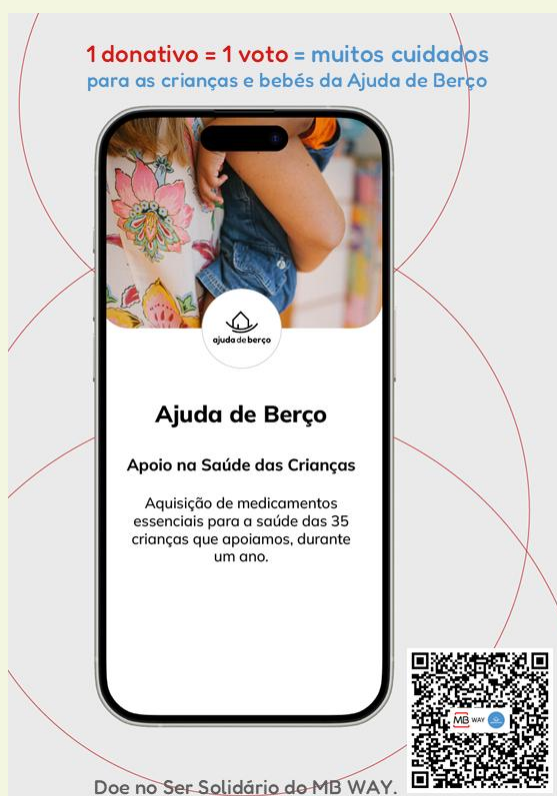 1 donativo = 1 voto = muitos cuidados
para as crianças e bebés da Ajuda de Berço
ajuda de berço
Ajuda de Berço
Apoio na Saúde das Crianças
Aquisição de medicamentos
essenciais para a saúde das 35
crianças que apoiamos, durante
um ano.
MB WAY
Doe no Ser Solidário do MB WAY.